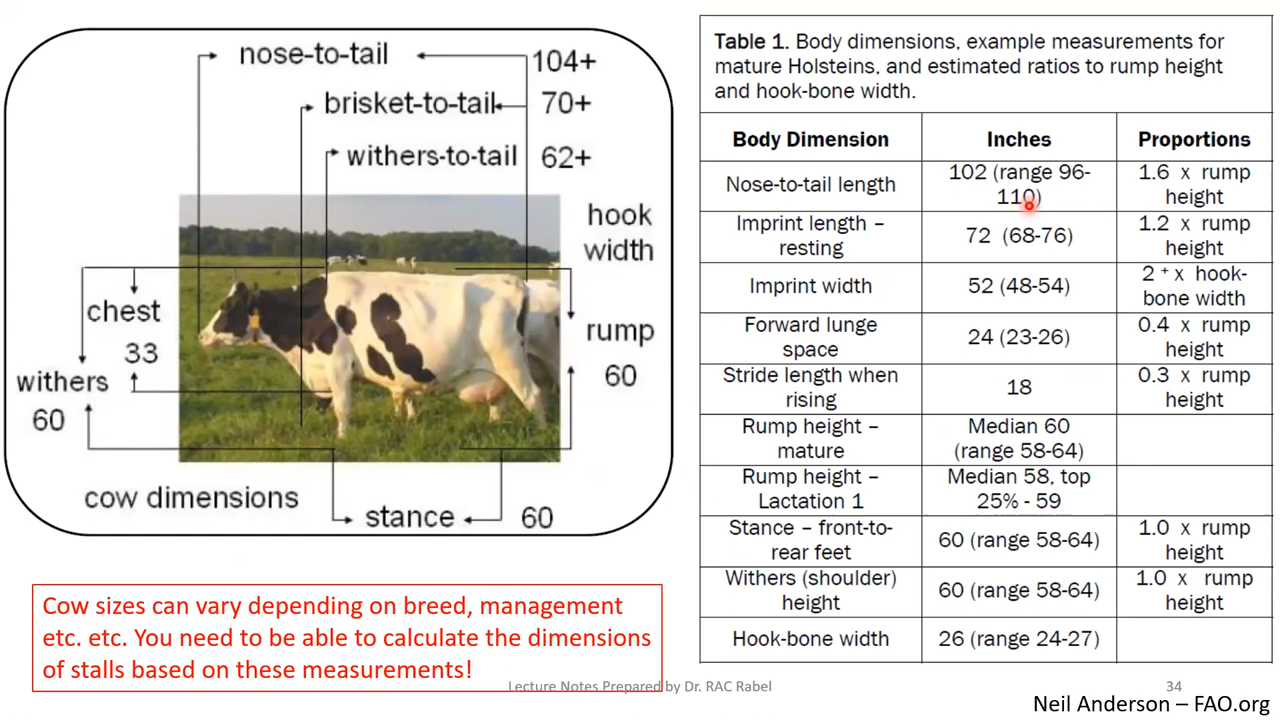 nose-to-tail 104+
brisket-to-tail 70+
withers-to-tail 62+
hook
width
chest
33
withers
60
rump
60
cow dimensions
stance 60
Cow sizes can vary depending on breed, management
etc. etc. You need to be able to calculate the dimensions
of stalls based on these measurements!
Table 1. Body dimensions, example measurements for
mature Holsteins, and estimated ratios to rump height
and hook-bone width.
Body Dimension Inches Proportions
Nose-to-tail length 102 (range 96-
110) 1.6 x rump
height
Imprint length –
resting 72 (68-76) 1.2 x rump
height
Imprint width 52 (48-54) 2 + x hook-
bone width
Forward lunge
space 24 (23-26) 0.4 x rump
height
Stride length when
rising 18 0.3 x rump
height
Rump height –
mature Median 60
(range 58-64)
Rump height –
Lactation 1 Median 58, top
25% - 59
Stance – front-to-
rear feet 60 (range 58-64) 1.0 x rump
height
Withers (shoulder)
height 60 (range 58-64) 1.0 x rump
height
Hook-bone width 26 (range 24-27)
Lecture Notes Prepared by Dr. RAC Rabel 34
Neil Anderson – FAO.org